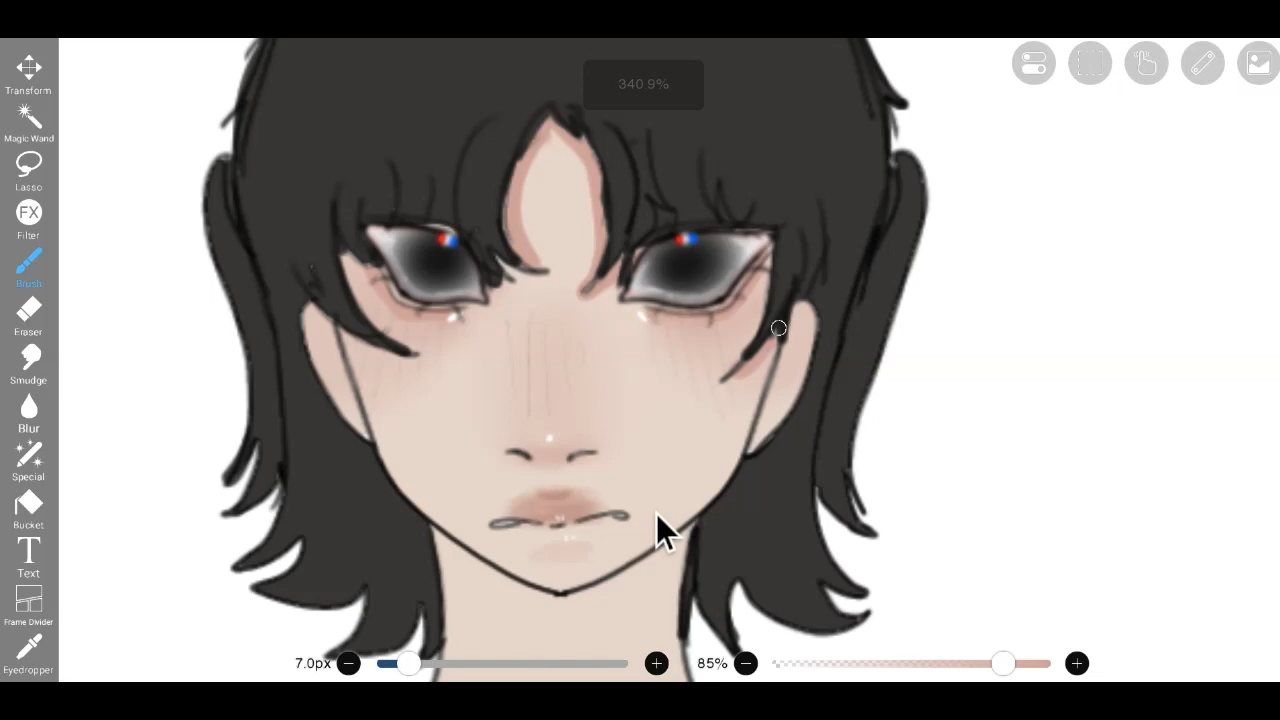 340.9%
Transform
Magic Wand
Lasso
FX
Filter
Brush
Eraser
Smudge
Blur
Special
Bucket
T
Text
Frame Divider
Eyedropper
7.0px
85%